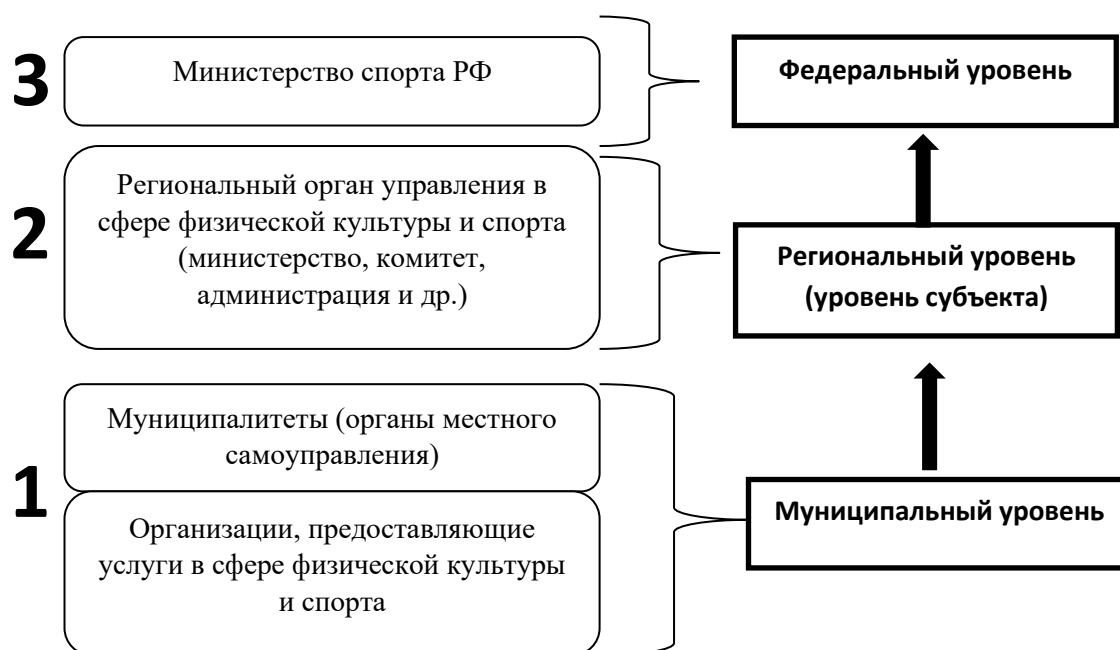 3
Министерство спорта РФ
Федеральный уровень
2
Региональный орган управления в
сфере физической культуры и спорта
(министерство, комитет,
администрация и др.)
Региональный уровень
(уровень субъекта)
1
Муниципалитеты (органы местного
самоуправления)
Организации, предоставляющие
услуги в сфере физической культуры
и спорта
Муниципальный уровень